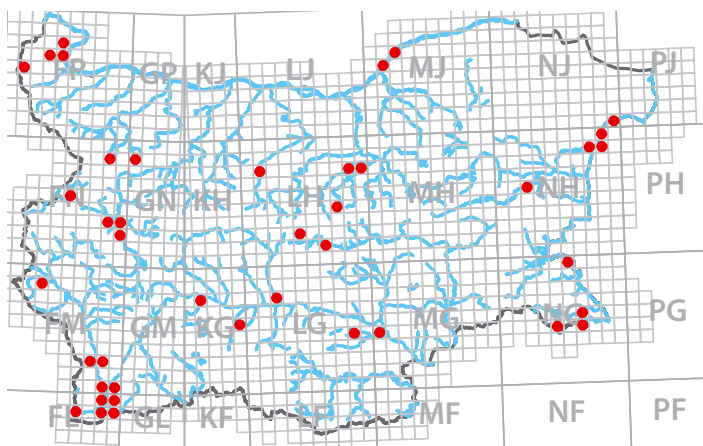 FP GP KJ LJ MJ NJ PJ
FN GN KH LH MH NH PH
FM GM KG LG MG NG PG
FL GL KF LF MF NF PF